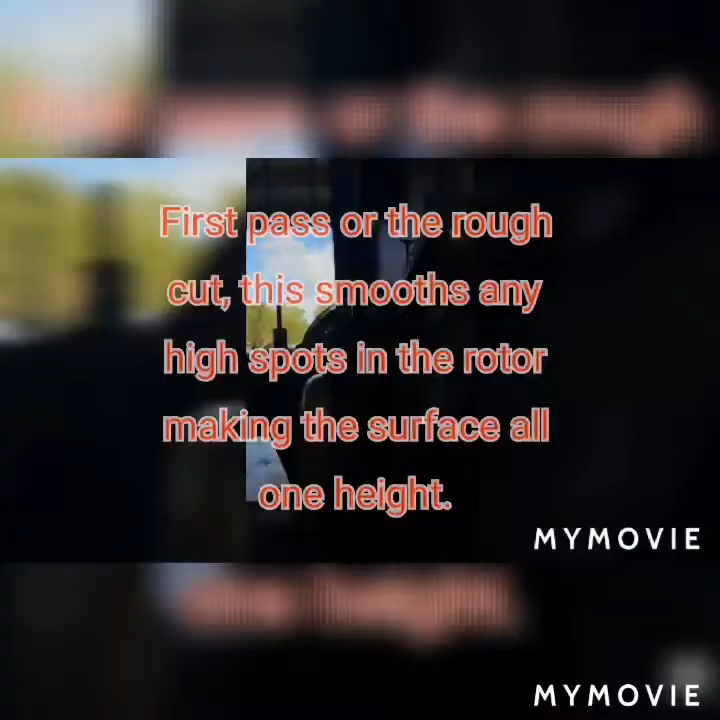 First pass or the rough
cut, this smooths any
high spots in the rotor
making the surface all
one height.
MYMOVIE
MYMOVIE